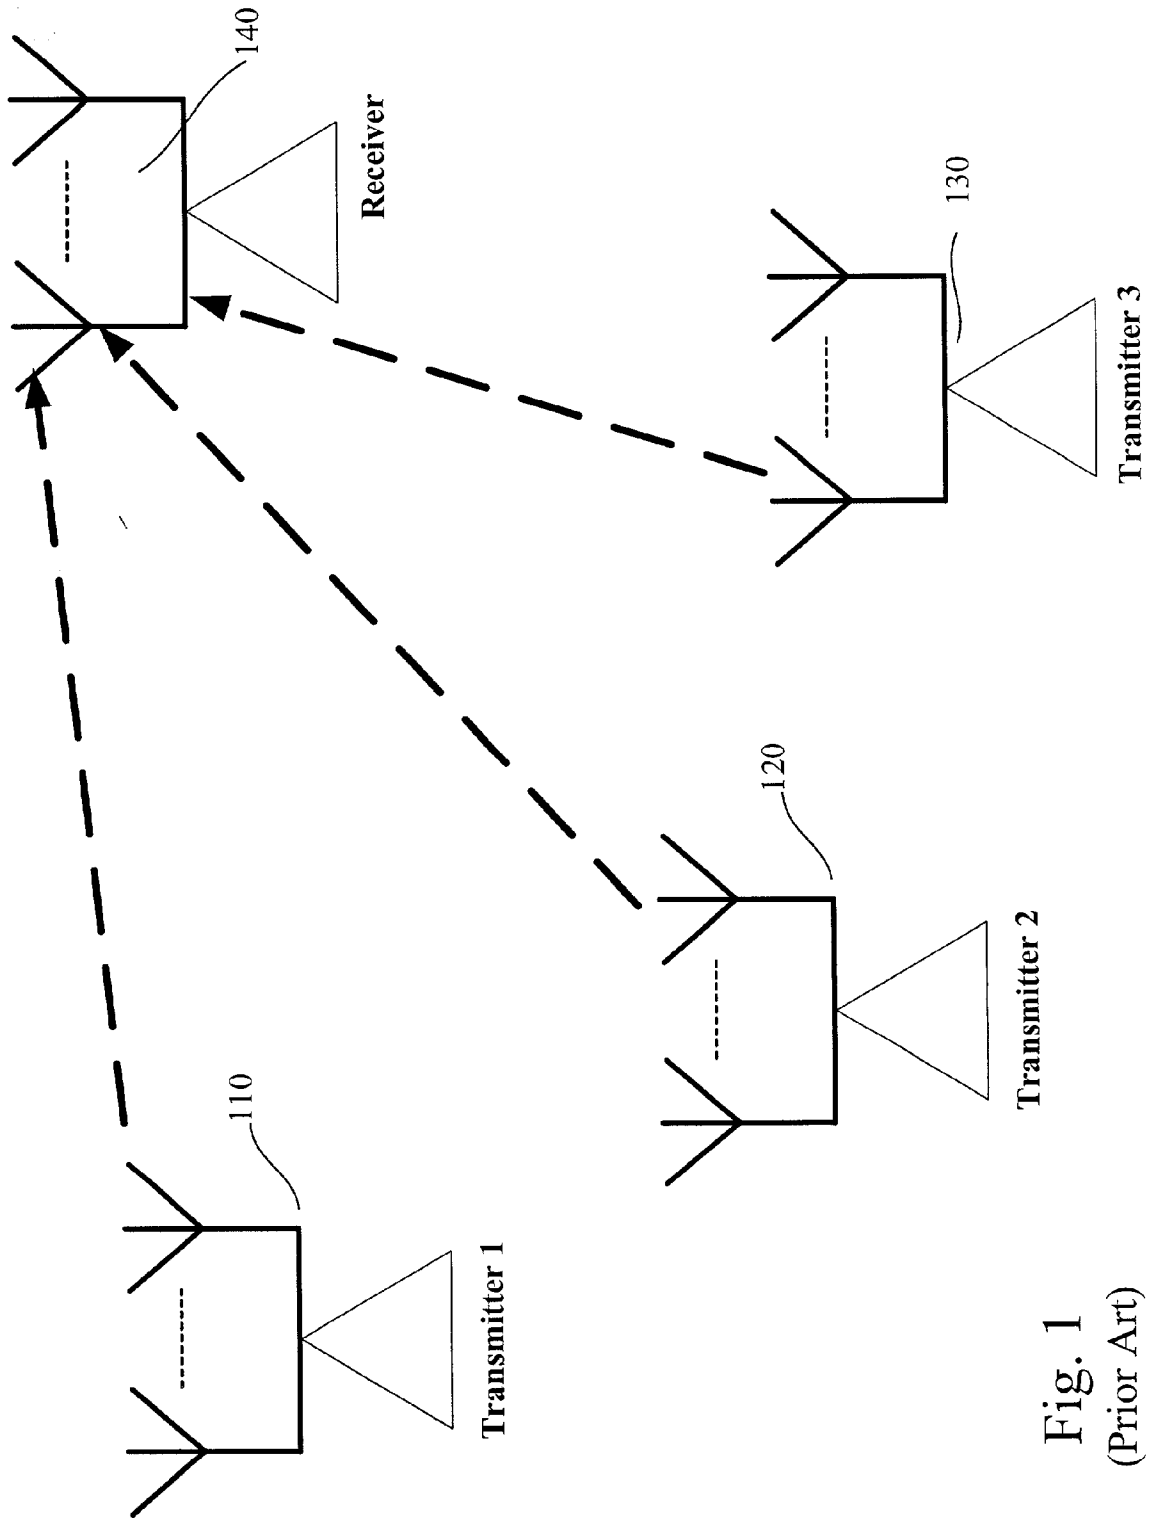 140
Receiver
110
Transmitter 1
120
Transmitter 2
130
Transmitter 3
Fig. 1
(Prior Art)